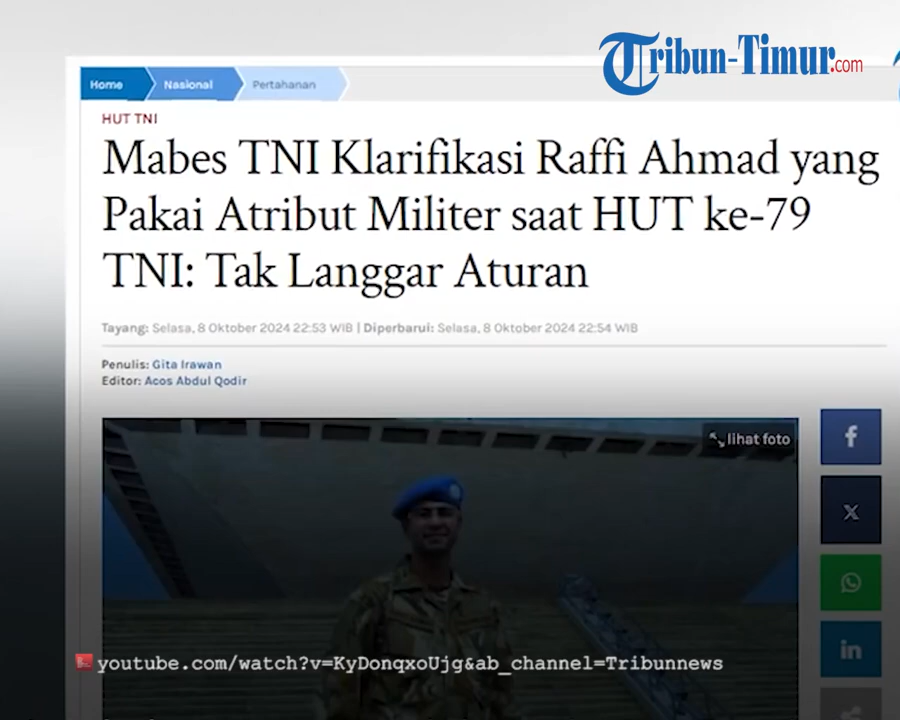 Tribun-Timur.com
Home Nasional Pertahanan
HUT TNI
Mabes TNI Klarifikasi Raffi Ahmad yang
Pakai Atribut Militer saat HUT ke-79
TNI: Tak Langgar Aturan
Tayang: Selasa, 8 Oktober 2024 22:53 WIB | Diperbarui: Selasa, 8 Oktober 2024 22:54 WIB
Penulis: Gita Irawan
Editor: Acos Abdul Qodir
lihat foto
youtube.com/watch?v=KyDonqxoUjg&ab_channel=Tribunnews